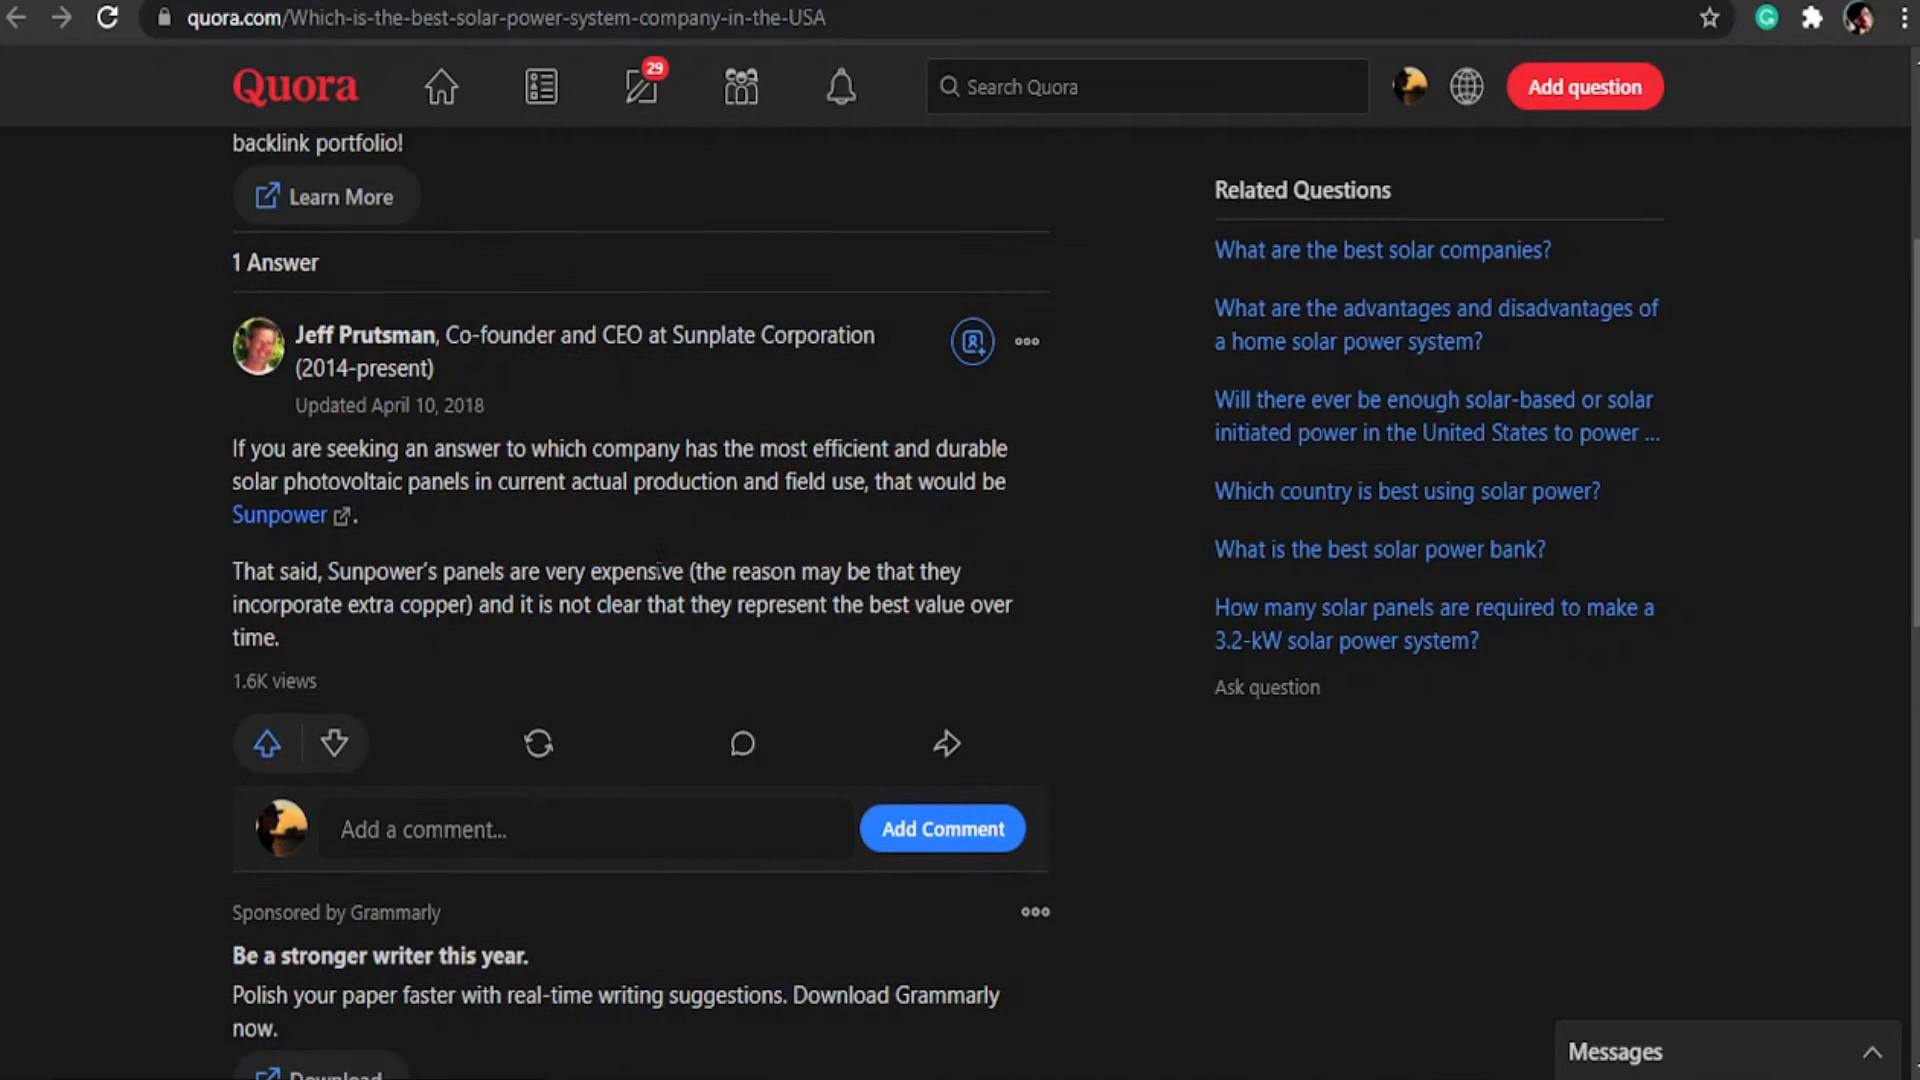 quora.com/Which-is-the-best-solar-power-system-company-in-the-USA
Quora
29
Search Quora
Add question
backlink portfolio!
Learn More
1 Answer
Jeff Prutsman, Co-founder and CEO at Sunplate Corporation
(2014-present)
Updated April 10, 2018
If you are seeking an answer to which company has the most efficient and durable
solar photovoltaic panels in current actual production and field use, that would be
Sunpower.
That said, Sunpower's panels are very expensive (the reason may be that they
incorporate extra copper) and it is not clear that they represent the best value over
time.
1.6K views
Add a comment...
Add Comment
Sponsored by Grammarly
Be a stronger writer this year.
Polish your paper faster with real-time writing suggestions. Download Grammarly
now.
Download
Related Questions
What are the best solar companies?
What are the advantages and disadvantages of
a home solar power system?
Will there ever be enough solar-based or solar
initiated power in the United States to power ...
Which country is best using solar power?
What is the best solar power bank?
How many solar panels are required to make a
3.2-kW solar power system?
Ask question
Messages